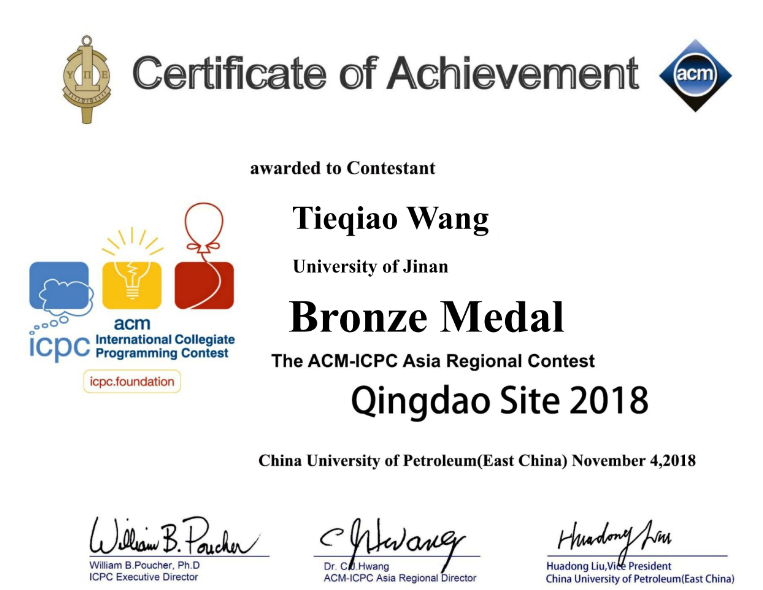 Certificate of Achievement
acm
ΥΠΕ
awarded to Contestant
Tieqiao Wang
University of Jinan
Bronze Medal
acm
icpc International Collegiate
Programming Contest
icpc.foundation
The ACM-ICPC Asia Regional Contest
Qingdao Site 2018
China University of Petroleum(East China) November 4,2018
William B. Poucher
C J Hwang
Huadong Liu
William B.Poucher, Ph.D
ICPC Executive Director
Dr. C.J.Hwang
ACM-ICPC Asia Regional Director
Huadong Liu,Vice President
China University of Petroleum(East China)